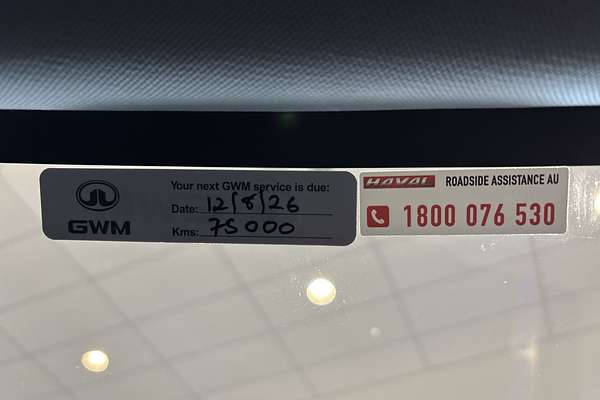 Your next GWM service is due:
Date: 12/8/26
GWM
Kms: 75000
HAVAL ROADSIDE ASSISTANCE AU
1800 076 530